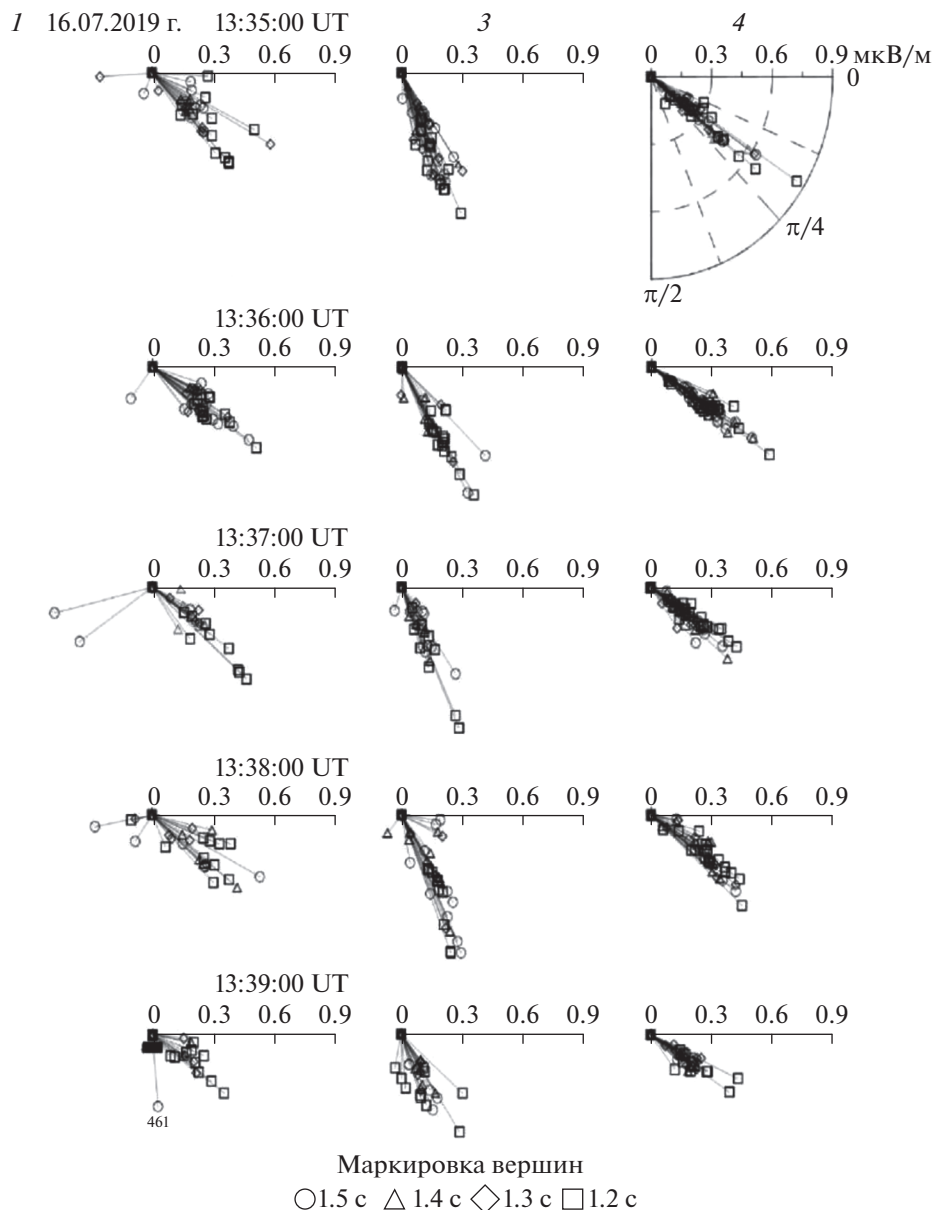 1 16.07.2019 г. 13:35:00 UT 3 4
0 0.3 0.6 0.9 0 0.3 0.6 0.9 0 0.3 0.6 0.9 мкВ/м
0
π/4
π/2
13:36:00 UT
0 0.3 0.6 0.9 0 0.3 0.6 0.9 0 0.3 0.6 0.9
13:37:00 UT
0 0.3 0.6 0.9 0 0.3 0.6 0.9 0 0.3 0.6 0.9
13:38:00 UT
0 0.3 0.6 0.9 0 0.3 0.6 0.9 0 0.3 0.6 0.9
13:39:00 UT
0 0.3 0.6 0.9 0 0.3 0.6 0.9 0 0.3 0.6 0.9
461
Маркировка вершин
1.5 с 1.4 с 1.3 с 1.2 с